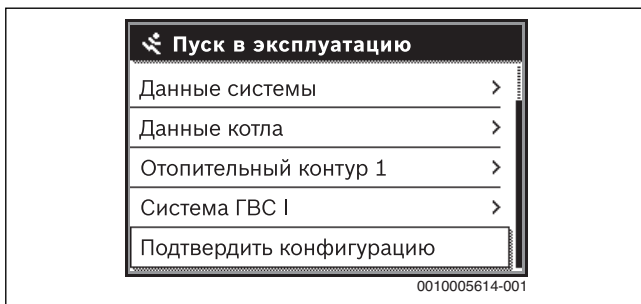 Пуск в эксплуатацию
Данные системы >
Данные котла >
Отопительный контур 1 >
Система ГВС I >
Подтвердить конфигурацию
0010005614-001